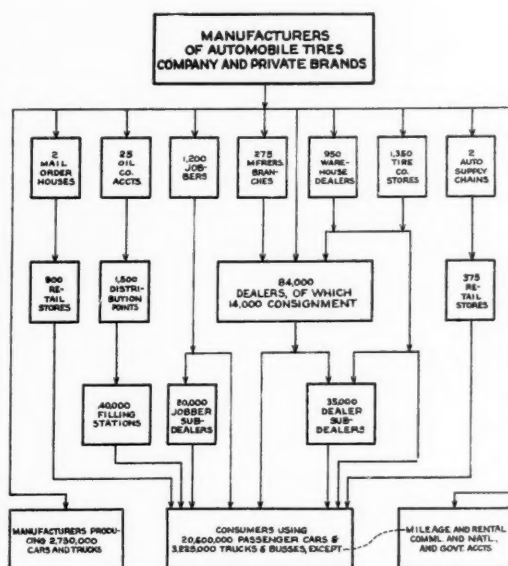 MANUFACTURERS
OF AUTOMOBILE TIRES
COMPANY AND PRIVATE BRANDS
2
MAIL
ORDER
HOUSES
25
OIL
CO.
ACCTS
1,200
JOB-
BERS
275
MFRERS
BRAN-
CHES
950
WARE-
HOUSE
DEALERS
1,350
TIRE
CO.
STORES
2
AUTO
SUPPLY
CHAINS
900
RE-
TAIL
STORES
1,500
DISTRI-
BUTION
POINTS
84,000
DEALERS, OF WHICH
14,000 CONSIGNMENT
375
RE-
TAIL
STORES
40,000
FILLING
STATIONS
20,000
JOBBER
SUB-
DEALERS
35,000
DEALER
SUB-
DEALERS
MANUFACTURERS PRODU-
CING 2,750,000
CARS AND TRUCKS
CONSUMERS USING
20,600,000 PASSENGER CARS &
3,225,000 TRUCKS & BUSSES, EXCEPT
MILEAGE AND RENTAL
COMML. AND NATL.,
AND GOVT. ACCTS